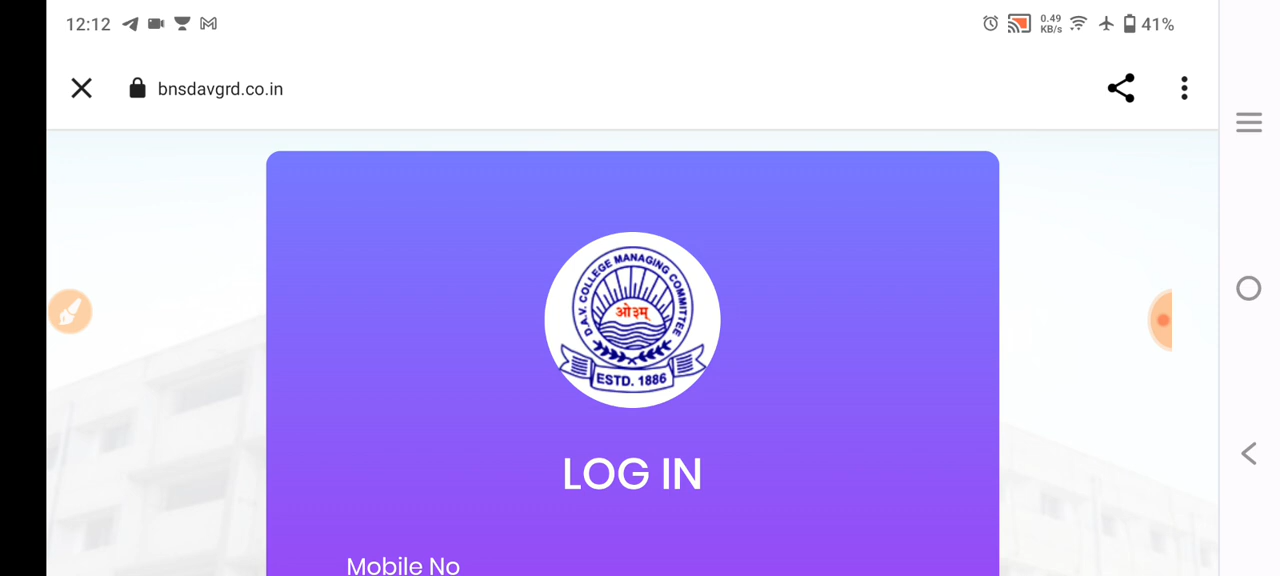 12:12
0.49
KB/s
41%
bnsdavgrd.co.in
D.A.V. COLLEGE MANAGING COMMITTEE
ओ३म्
ESTD. 1886
LOG IN
Mobile No